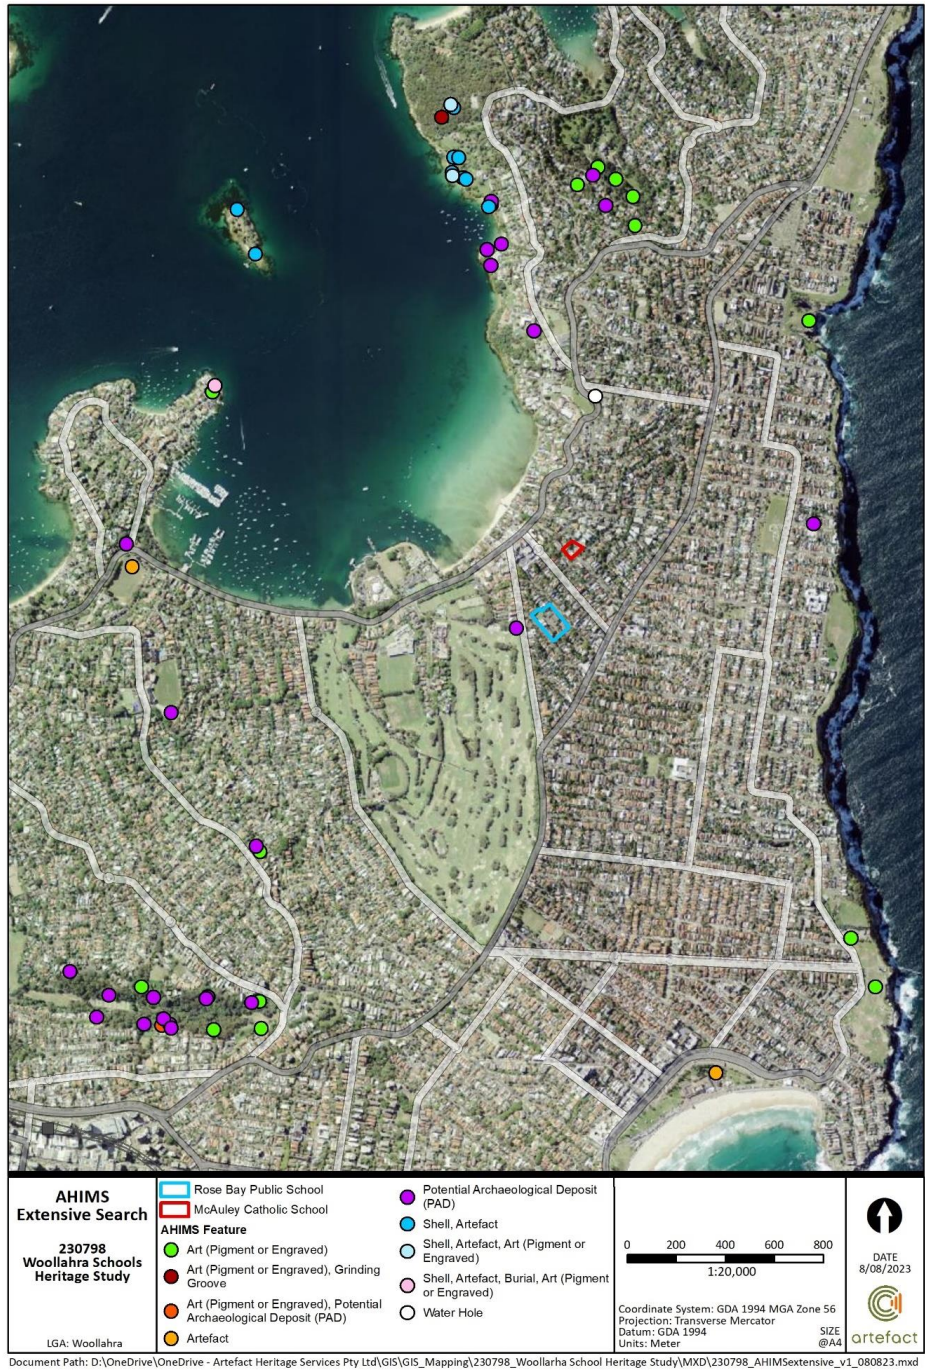 AHIMS
Extensive Search
230798
Woollahra Schools
Heritage Study
LGA: Woollahra
Rose Bay Public School
McAuley Catholic School
AHIMS Feature
Art (Pigment or Engraved)
Art (Pigment or Engraved), Grinding
Groove
Art (Pigment or Engraved), Potential
Archaeological Deposit (PAD)
Artefact
Potential Archaeological Deposit
(PAD)
Shell, Artefact
Shell, Artefact, Art (Pigment or
Engraved)
Shell, Artefact, Burial, Art (Pigment
or Engraved)
Water Hole
0 200 400 600 800
1:20,000
Coordinate System: GDA 1994 MGA Zone 56
Projection: Transverse Mercator
Datum: GDA 1994
Units: Meter
SIZE
@A4
DATE
8/08/2023
artefact
Document Path: D:\OneDrive\OneDrive - Artefact Heritage Services Pty Ltd\GIS\GIS_Mapping\230798_Woollarha School Heritage Study\MXD\230798_AHIMSextensive_v1_080823.mxd